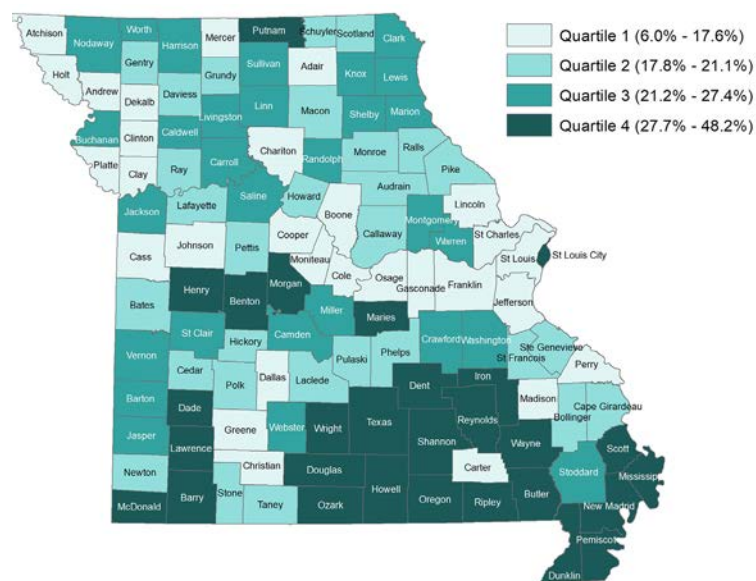 Quartile 1 (6.0% - 17.6%)
Quartile 2 (17.8% - 21.1%)
Quartile 3 (21.2% - 27.4%)
Quartile 4 (27.7% - 48.2%)
Atchison
Nodaway
Worth
Harrison
Mercer
Putnam
Schuyler
Scotland
Clark
Gentry
Sullivan
Adair
Knox
Lewis
Holt
Andrew
Dekalb
Daviess
Grundy
Livingston
Linn
Macon
Shelby
Marion
Buchanan
Clinton
Caldwell
Chariton
Randolph
Monroe
Ralls
Pike
Platte
Clay
Ray
Carroll
Saline
Howard
Boone
Audrain
Lincoln
Jackson
Lafayette
Cooper
Callaway
Montgomery
Warren
St Charles
St Louis
St Louis City
Cass
Johnson
Pettis
Moniteau
Cole
Osage
Gasconade
Franklin
Jefferson
Bates
Henry
Benton
Morgan
Miller
Maries
Crawford
Washington
Ste Genevieve
St Francois
Perry
Vernon
St Clair
Hickory
Camden
Pulaski
Phelps
Cedar
Polk
Dallas
Laclede
Dent
Iron
Madison
Bollinger
Cape Girardeau
Barton
Dade
Greene
Webster
Wright
Texas
Reynolds
Wayne
Scott
Jasper
Lawrence
Christian
Douglas
Shannon
Carter
Stoddard
Newton
Stone
Taney
Ozark
Howell
Oregon
Ripley
Butler
New Madrid
McDonald
Barry
Pemiscot
Dunklin